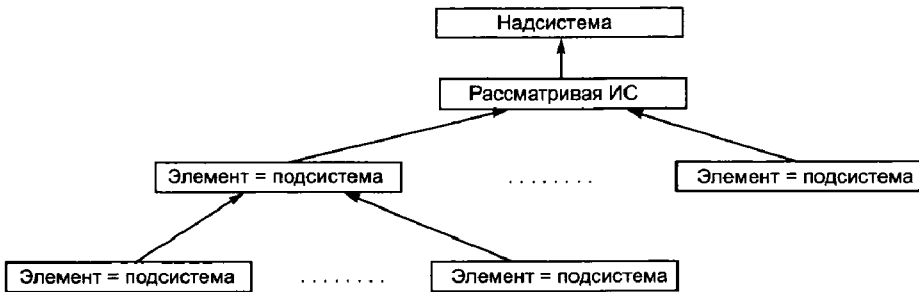 Надсистема
Рассматривая ИС
Элемент = подсистема
. . . . . . . .
Элемент = подсистема
Элемент = подсистема
. . . . . . . .
Элемент = подсистема